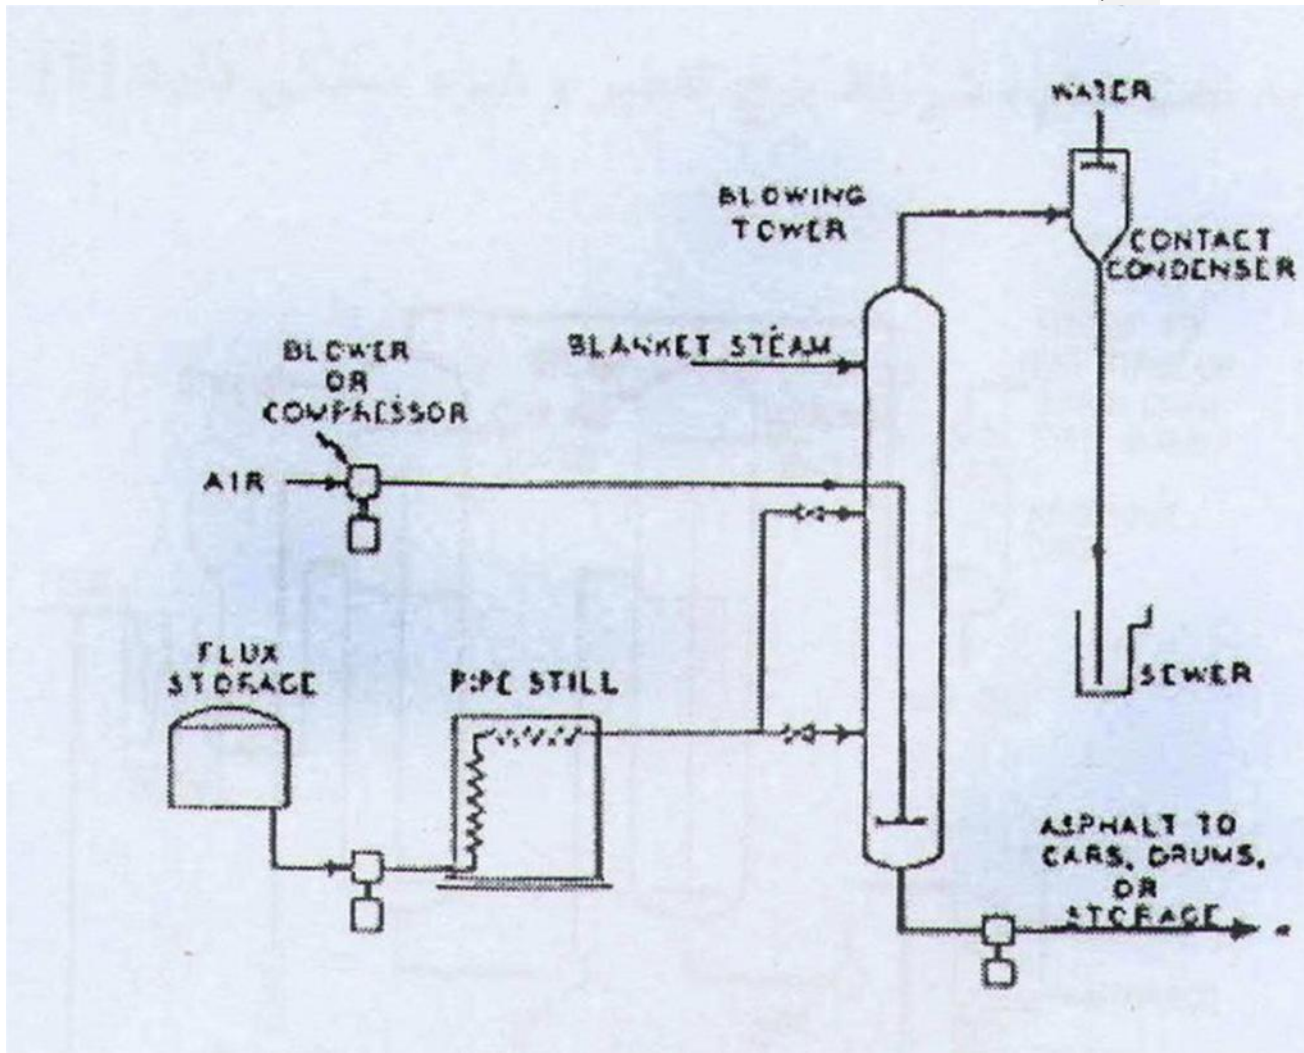 WATER
BLOWING
TOWER
CONTACT
CONDENSER
BLANKET STEAM
BLOWER
OR
COMPRESSOR
AIR
FLUX
STORAGE
PIPE STILL
SEWER
ASPHALT TO
CARS, DRUMS,
OR
STORAGE